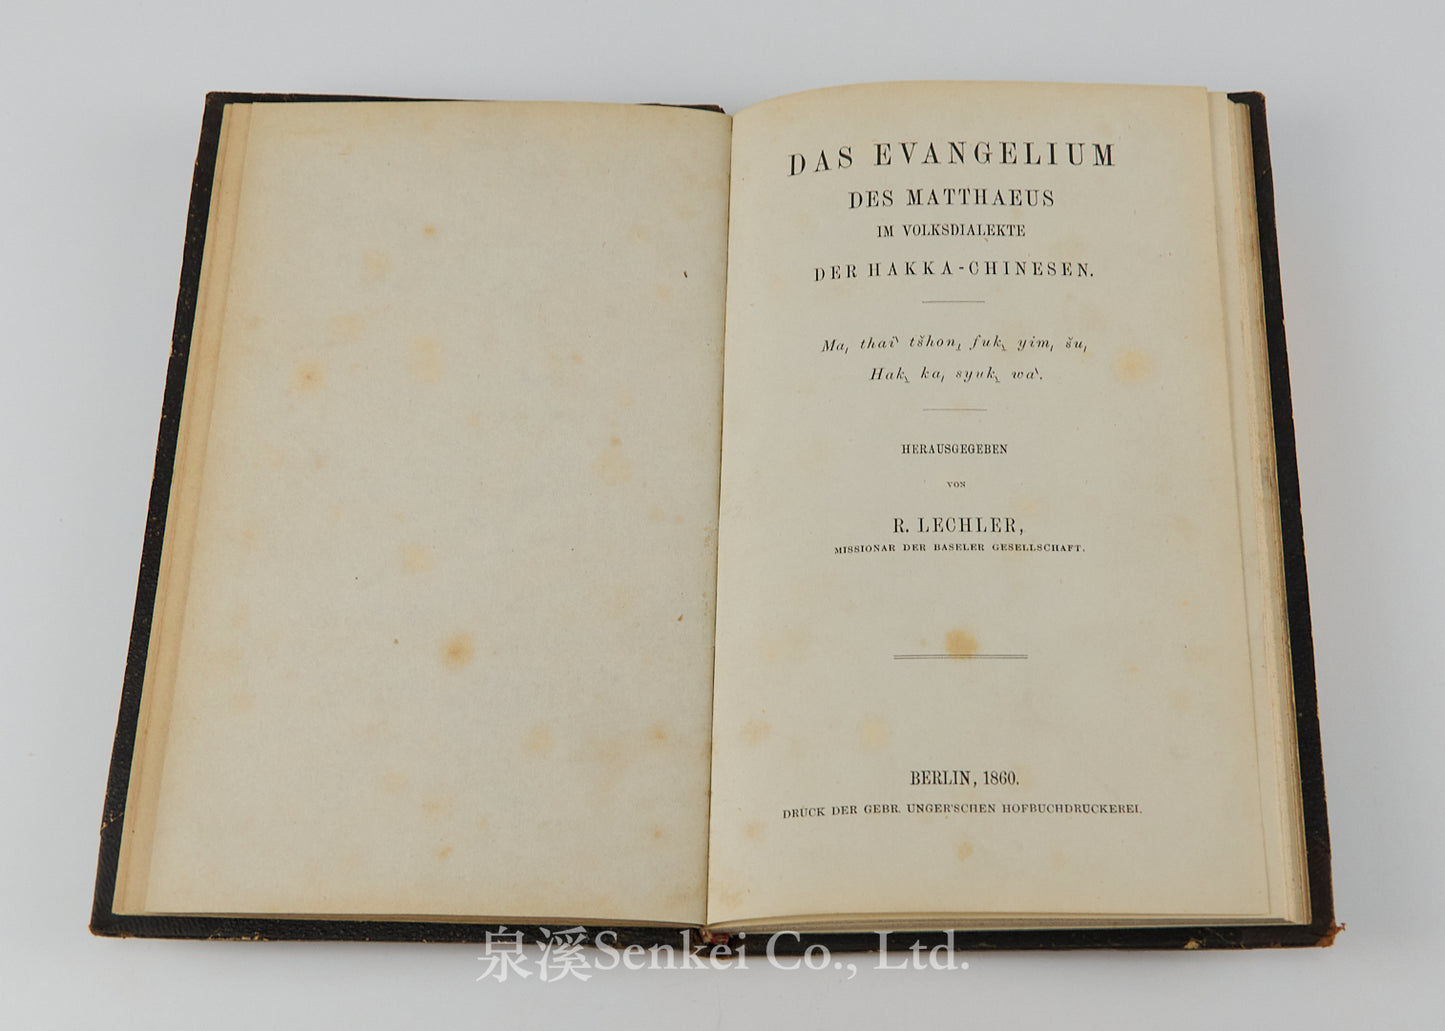 DAS EVANGELIUM
DES MATTHAEUS
IM VOLKSDIALEKTE
DER HAKKA-CHINESEN.
Ma͵ thai` tšhon͵̱ fuk̖͟ yim͵ šu͵
Hak̖͟ ka͵ syuk̖͟ wa`.
HERAUSGEGEBEN
VON
R. LECHLER,
MISSIONAR DER BASELER GESELLSCHAFT.
BERLIN, 1860.
DRUCK DER GEBR. UNGER'SCHEN HOFBUCHDRUCKEREI.
泉溪Senkei Co., Ltd.